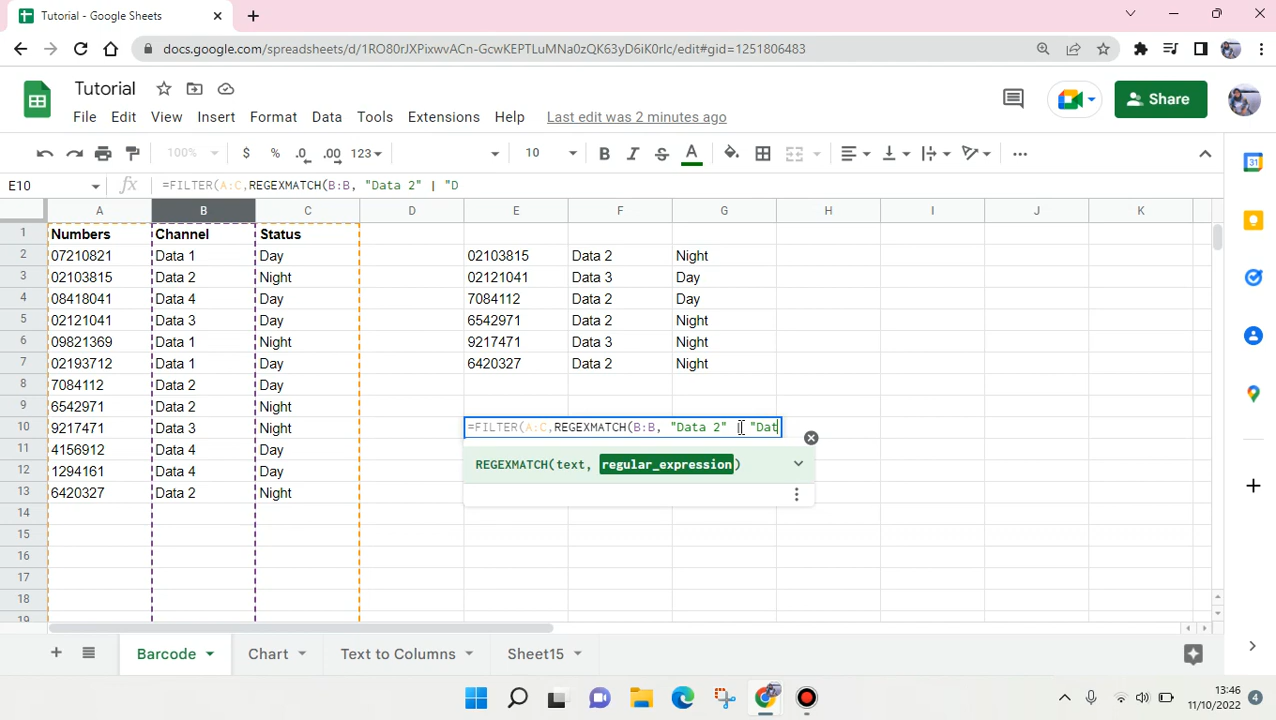 Tutorial - Google Sheets
docs.google.com/spreadsheets/d/1RO80rJXPixwvACn-GcwKEPTLuMNa0zQK63yD6iK0rIc/edit#gid=1251806483
Tutorial
File Edit View Insert Format Data Tools Extensions Help Last edit was 2 minutes ago
Share
100% $ % .0 .00 123 10 B I S A
E10 fx =FILTER(A:C,REGEXMATCH(B:B, "Data 2" | "D
A B C D E F G H I J K
1 Numbers Channel Status
2 07210821 Data 1 Day 02103815 Data 2 Night
3 02103815 Data 2 Night 02121041 Data 3 Day
4 08418041 Data 4 Day 7084112 Data 2 Day
5 02121041 Data 3 Day 6542971 Data 2 Night
6 09821369 Data 1 Night 9217471 Data 3 Night
7 02193712 Data 1 Day 6420327 Data 2 Night
8 7084112 Data 2 Day
9 6542971 Data 2 Night
10 9217471 Data 3 Night =FILTER(A:C,REGEXMATCH(B:B, "Data 2" | "Dat
11 4156912 Data 4 Day REGEXMATCH(text, regular_expression)
12 1294161 Data 4 Day
13 6420327 Data 2 Night
14
15
16
17
18
19
Barcode Chart Text to Columns Sheet15
31
13:46
11/10/2022 4